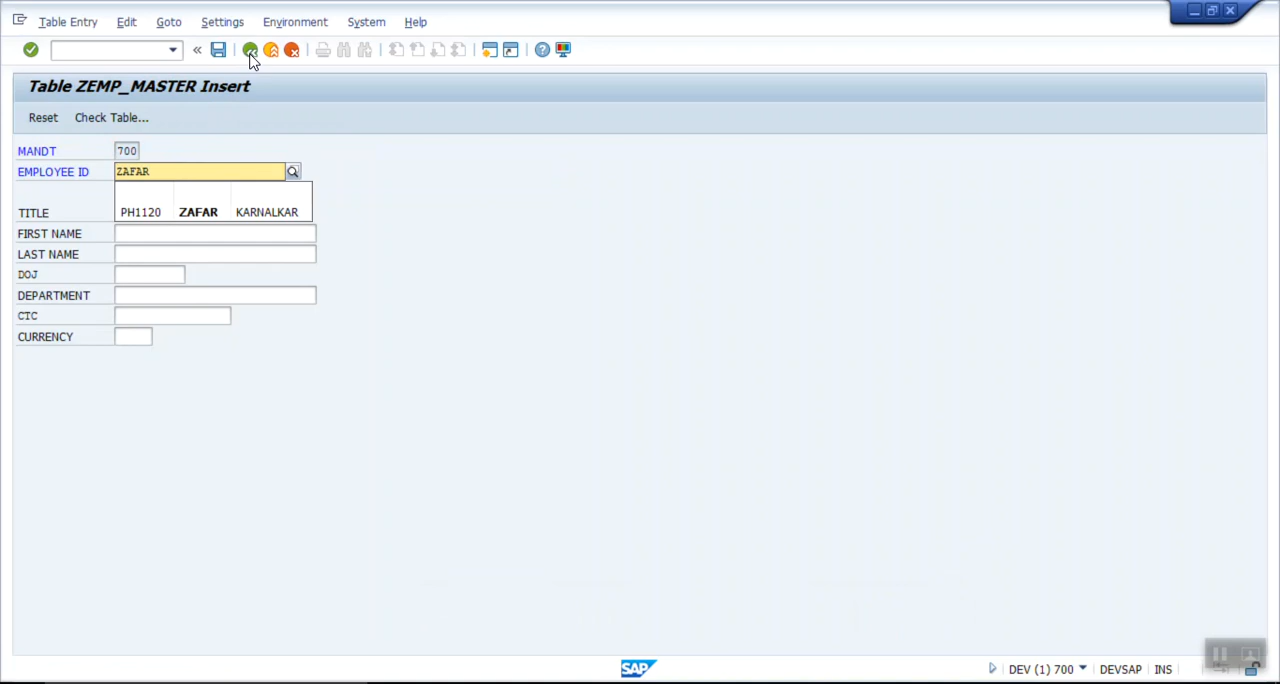 Table Entry Edit Goto Settings Environment System Help
Table ZEMP_MASTER Insert
Reset Check Table...
MANDT 700
EMPLOYEE ID ZAFAR
TITLE PH1120 ZAFAR KARNALKAR
FIRST NAME
LAST NAME
DOJ
DEPARTMENT
CTC
CURRENCY
SAP DEV (1) 700 DEVSAP INS